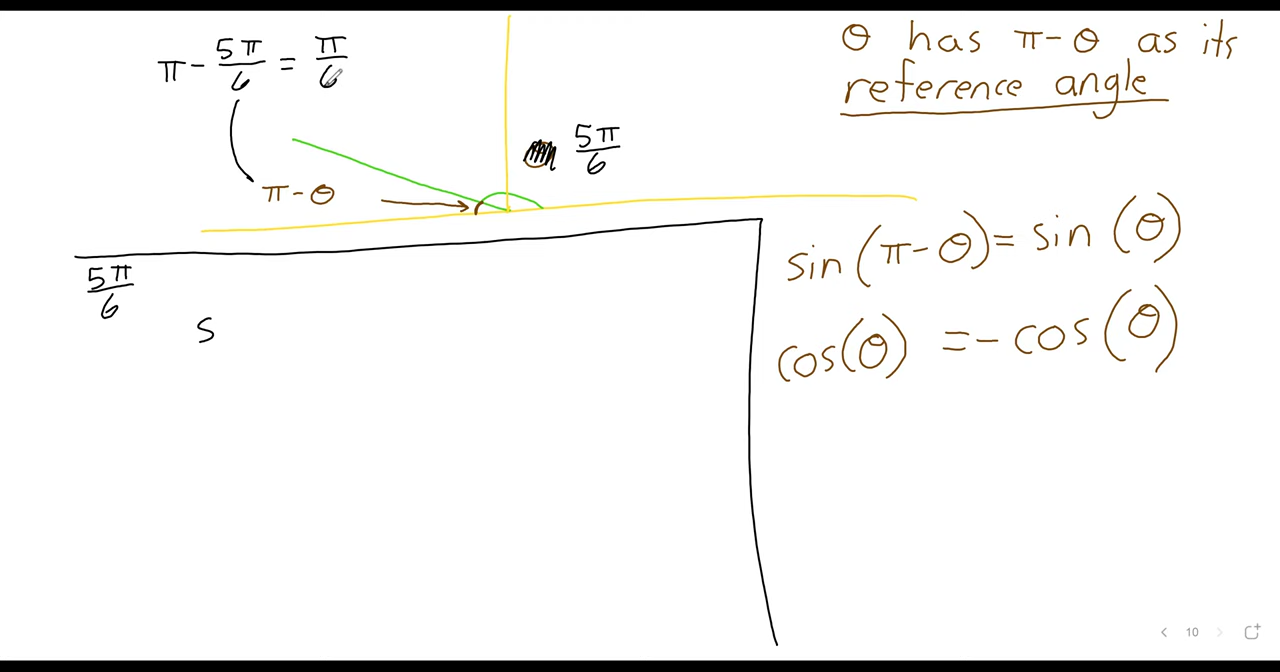 π - 5π/6 = π/6
θ has π-θ as its
reference angle
5π/6
π-θ
sin(π-θ) = sin(θ)
cos(θ) = -cos(θ)
5π/6
S
10